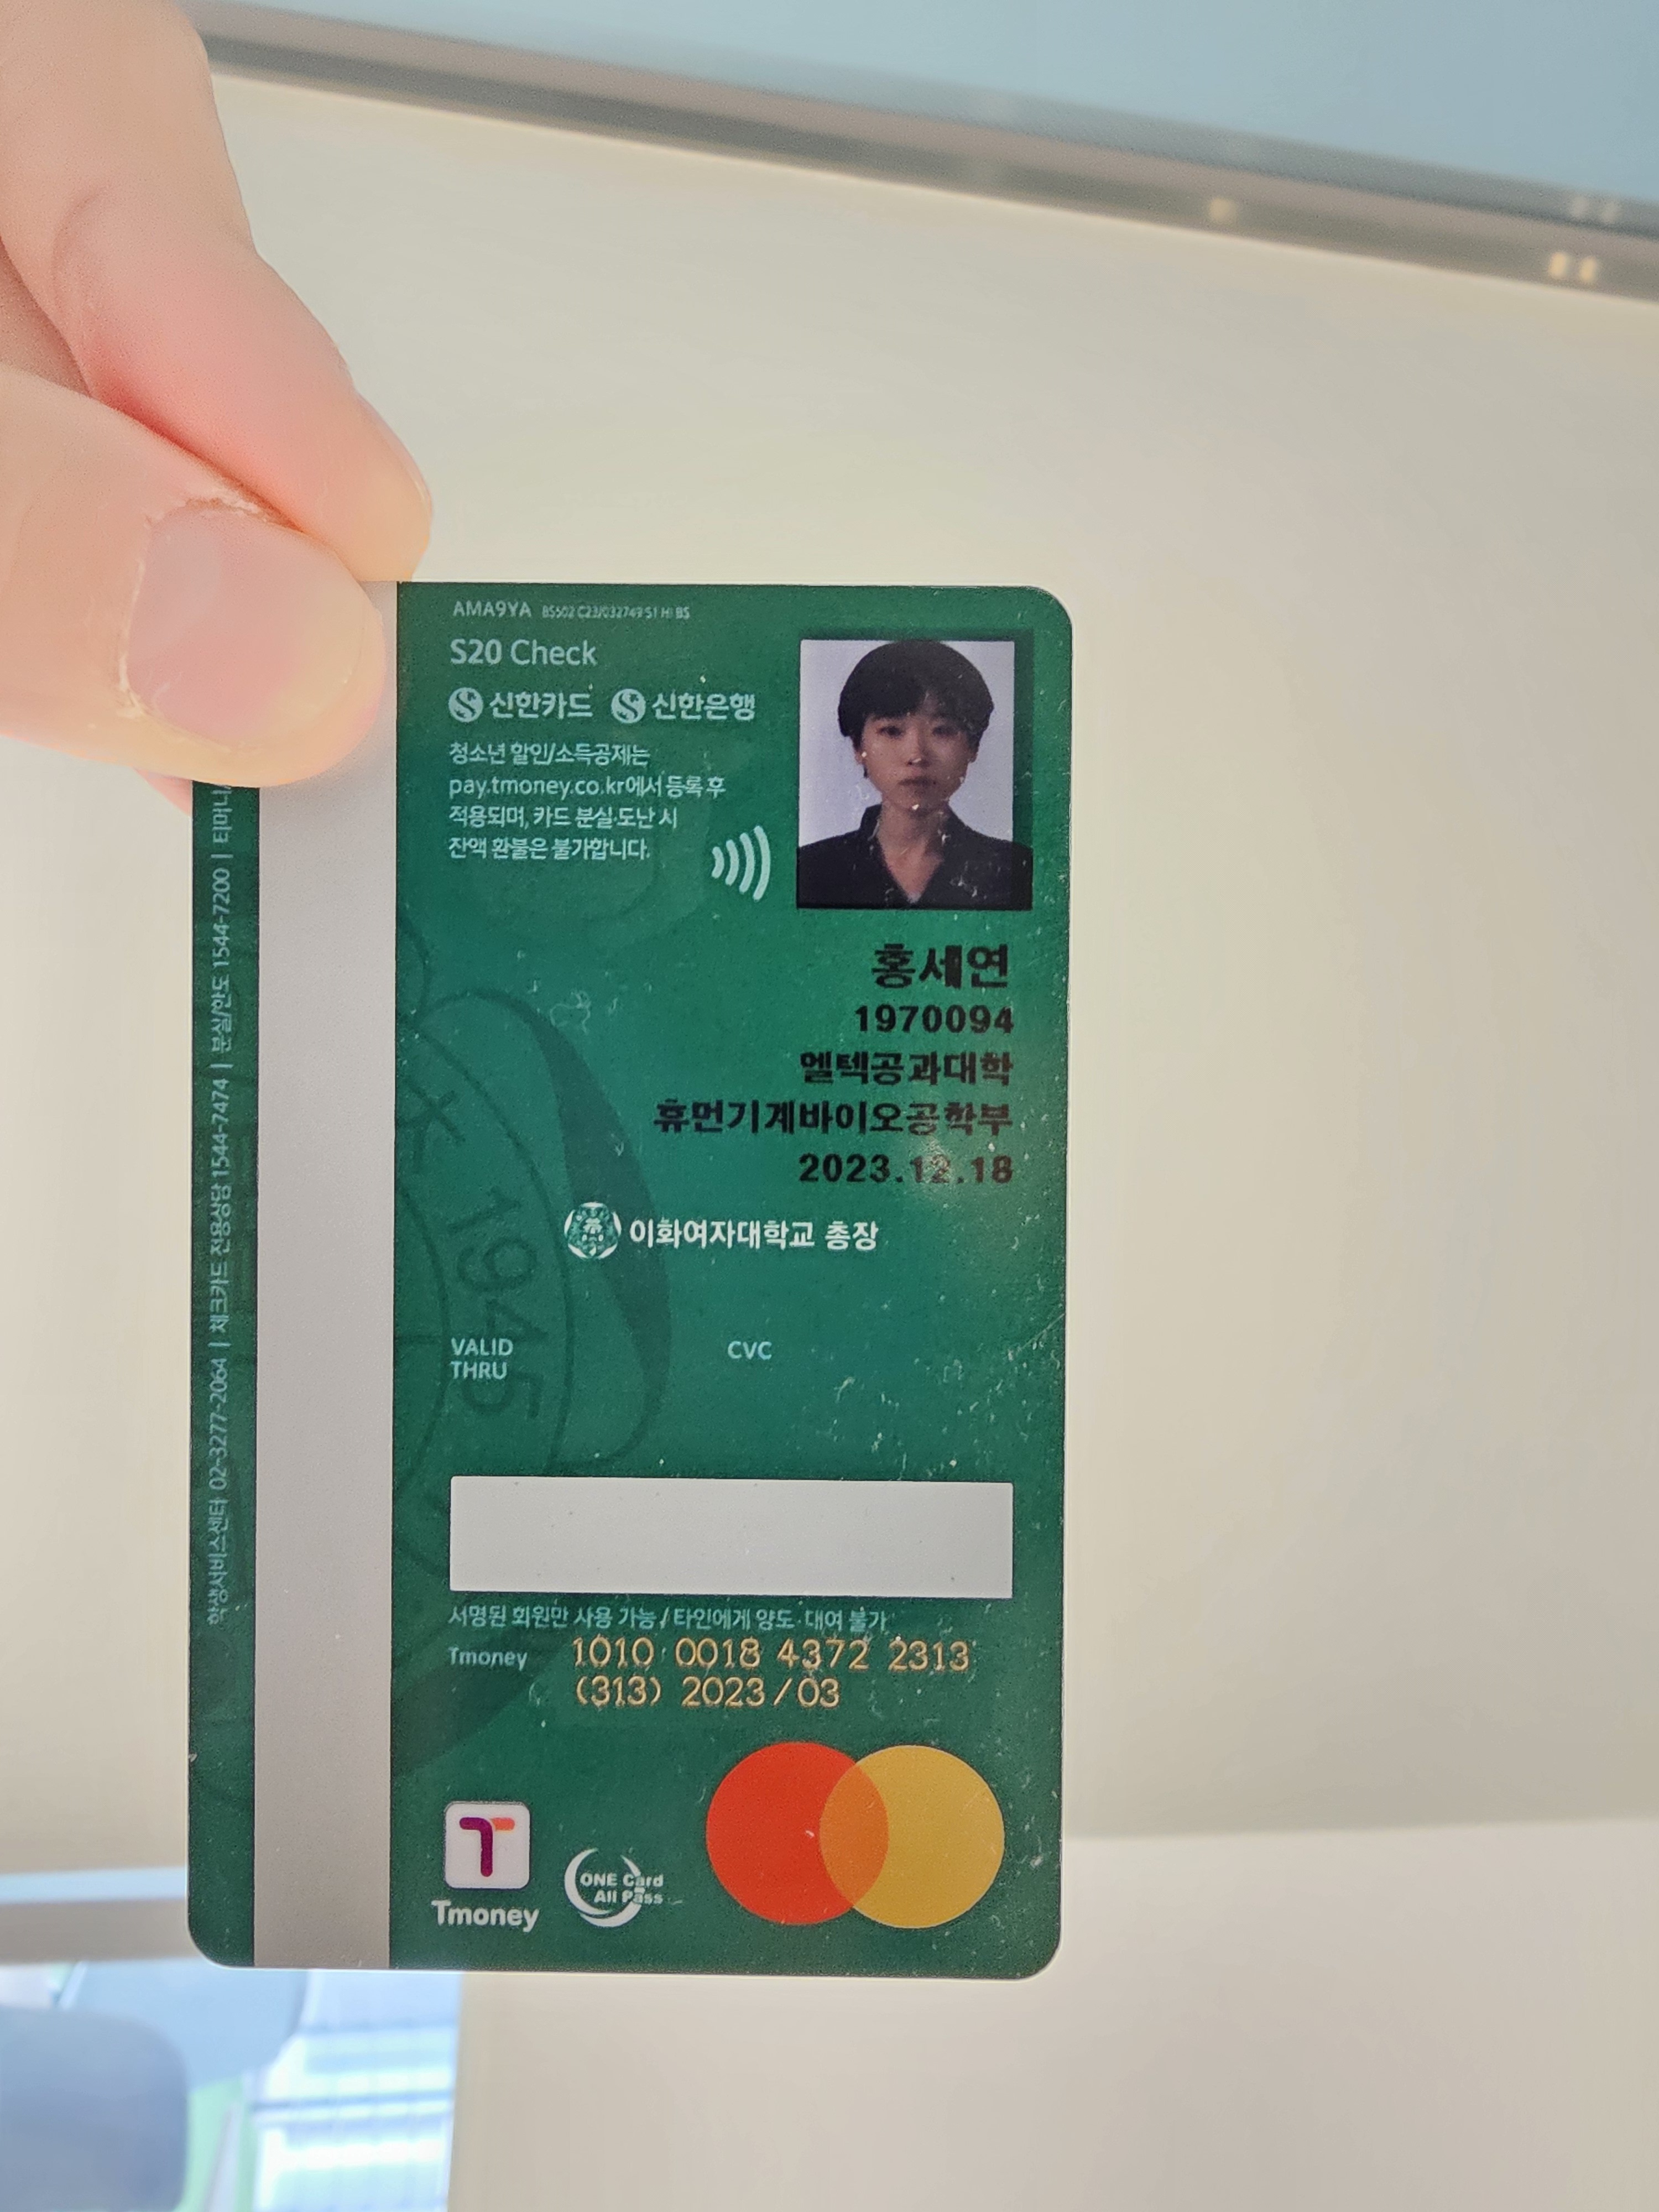 AMA9YA BS502 C23/032749 S1 HI BS
S20 Check
신한카드 신한은행
청소년 할인/소득공제는
pay.tmoney.co.kr에서 등록 후
적용되며, 카드 분실·도난 시
잔액 환불은 불가합니다.
홍세연
1970094
엘텍공과대학
휴먼기계바이오공학부
2023.12.18
이화여자대학교 총장
1945
VALID
THRU
CVC
서명된 회원만 사용 가능 / 타인에게 양도·대여 불가
Tmoney 1010 0018 4372 2313
(313) 2023/03
Tmoney
ONE Card
All Pass
학생서비스센터 02-3277-2064 | 체크카드 전용상담 1544-7474 | 분실/한도 1544-7200 | 티머니